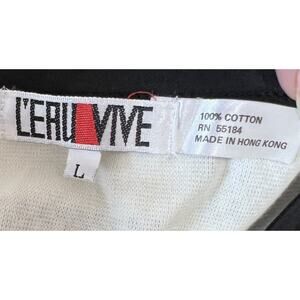 L'EAU VIVE
L
100% COTTON
RN 55184
MADE IN HONG KONG